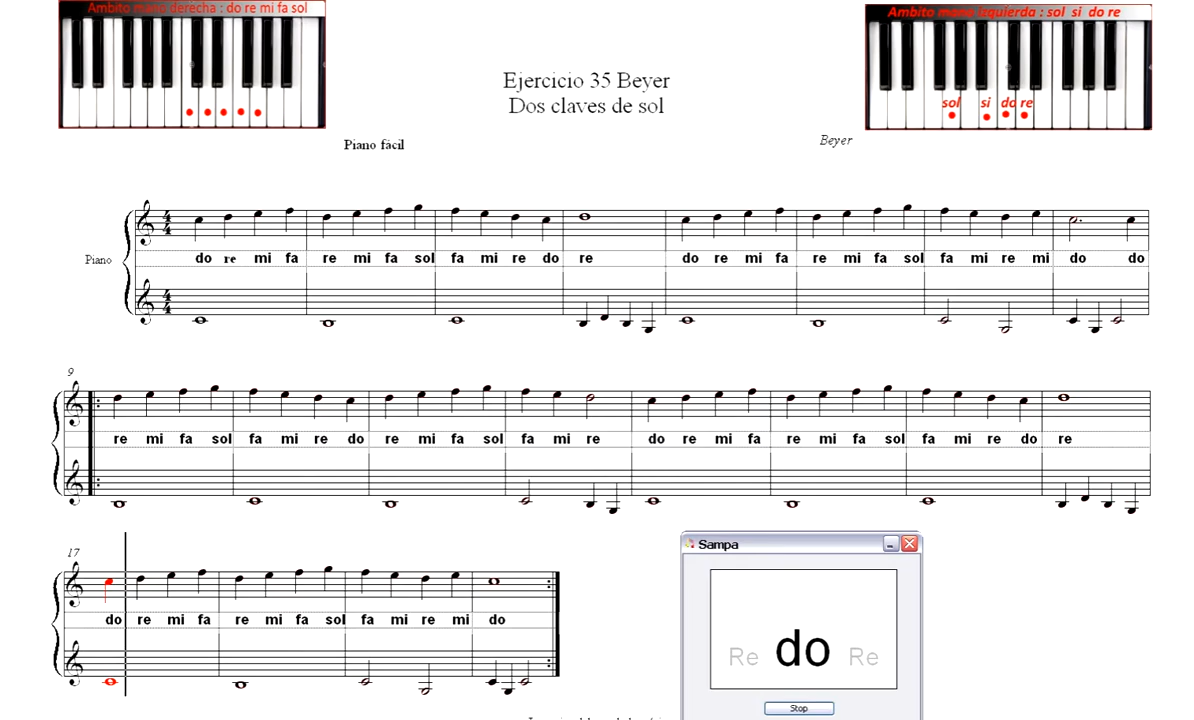 Ambito mano derecha : do re mi fa sol
Ambito mano izquierda : sol si do re
sol si do re
Ejercicio 35 Beyer
Dos claves de sol
Piano fácil
Beyer
Piano
do re mi fa re mi fa sol fa mi re do re do re mi fa re mi fa sol fa mi re mi do do
9
re mi fa sol fa mi re do re mi fa sol fa mi re do re mi fa re mi fa sol fa mi re do re
17
do re mi fa re mi fa sol fa mi re mi do
Sampa
Re do Re
Stop